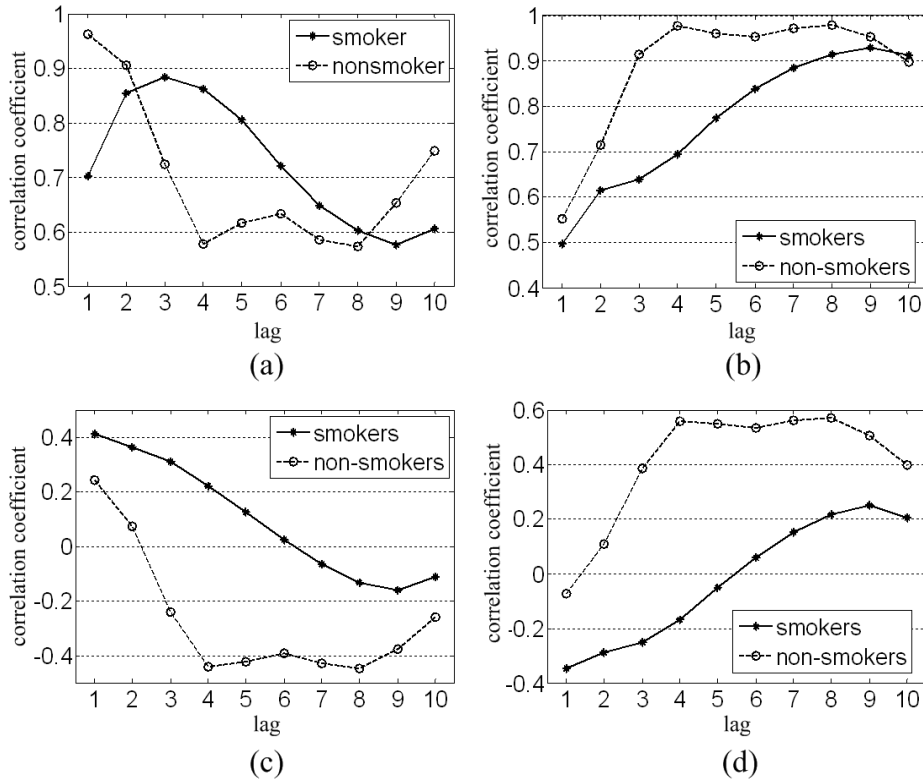 correlation coefficient
1
0.9
0.8
0.7
0.6
0.5
smoker
nonsmoker
1 2 3 4 5 6 7 8 9 10
lag
(a)
correlation coefficient
1
0.9
0.8
0.7
0.6
0.5
0.4
smokers
non-smokers
1 2 3 4 5 6 7 8 9 10
lag
(b)
correlation coefficient
0.4
0.2
0
-0.2
-0.4
smokers
non-smokers
1 2 3 4 5 6 7 8 9 10
lag
(c)
correlation coefficient
0.6
0.4
0.2
0
-0.2
-0.4
smokers
non-smokers
1 2 3 4 5 6 7 8 9 10
lag
(d)